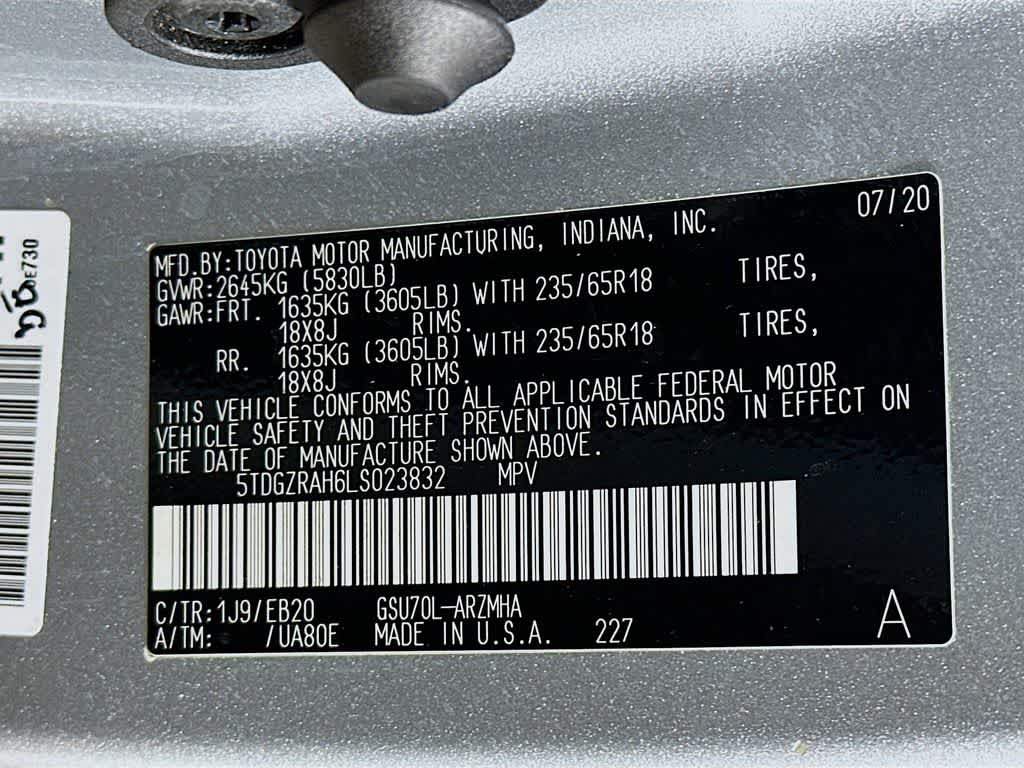 07/20
MFD.BY:TOYOTA MOTOR MANUFACTURING, INDIANA, INC.
GVWR:2645KG (5830LB)
GAWR:FRT. 1635KG (3605LB) WITH 235/65R18 TIRES,
18X8J RIMS.
RR. 1635KG (3605LB) WITH 235/65R18 TIRES,
18X8J RIMS.
THIS VEHICLE CONFORMS TO ALL APPLICABLE FEDERAL MOTOR
VEHICLE SAFETY AND THEFT PREVENTION STANDARDS IN EFFECT ON
THE DATE OF MANUFACTURE SHOWN ABOVE.
5TDGZRAH6LS023832 MPV
C/TR:1J9/EB20 GSU70L-ARZMHA
A/TM: /UA80E MADE IN U.S.A. 227
A
0E730